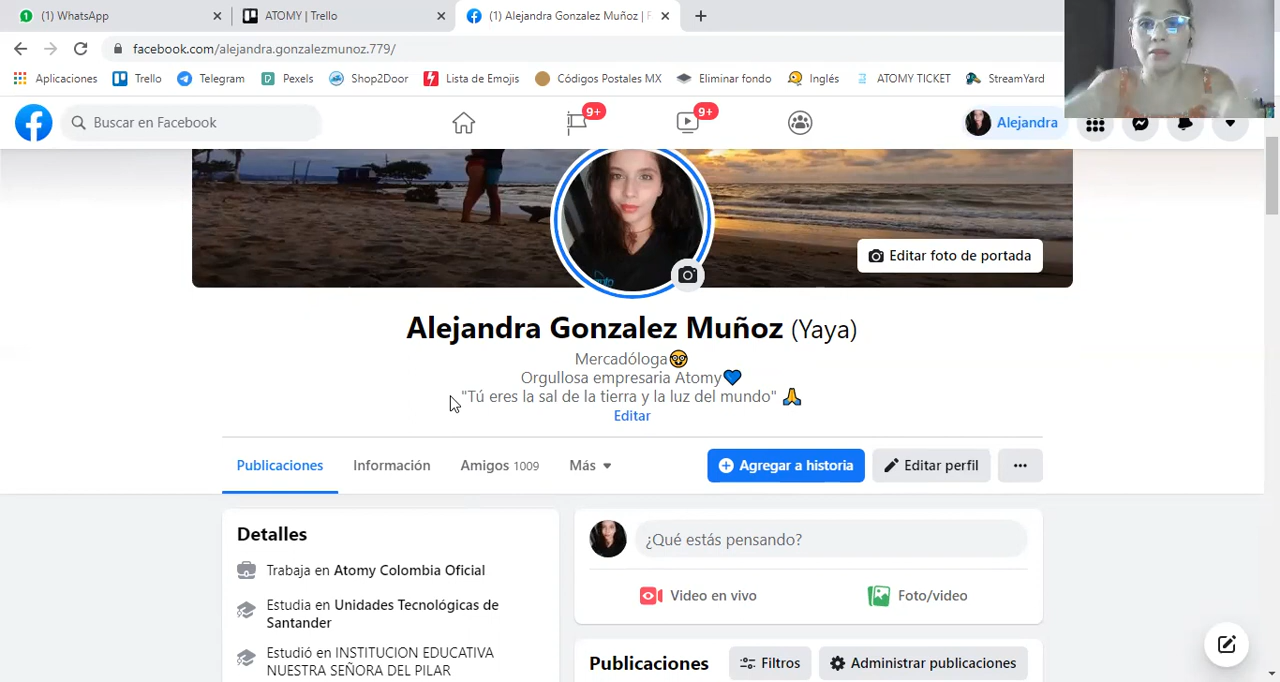 (1) WhatsApp
ATOMY | Trello
(1) Alejandra Gonzalez Muñoz | F
facebook.com/alejandra.gonzalezmunoz.779/
Aplicaciones Trello Telegram Pexels Shop2Door Lista de Emojis Códigos Postales MX Eliminar fondo Inglés ATOMY TICKET StreamYard
Buscar en Facebook
9+
9+
Alejandra
Editar foto de portada
Alejandra Gonzalez Muñoz (Yaya)
Mercadóloga🤓
Orgullosa empresaria Atomy💙
"Tú eres la sal de la tierra y la luz del mundo" 🙏
Editar
Publicaciones Información Amigos 1009 Más
Agregar a historia
Editar perfil
Detalles
Trabaja en Atomy Colombia Oficial
Estudia en Unidades Tecnológicas de
Santander
Estudió en INSTITUCION EDUCATIVA
NUESTRA SEÑORA DEL PILAR
¿Qué estás pensando?
Video en vivo
Foto/video
Publicaciones
Filtros
Administrar publicaciones